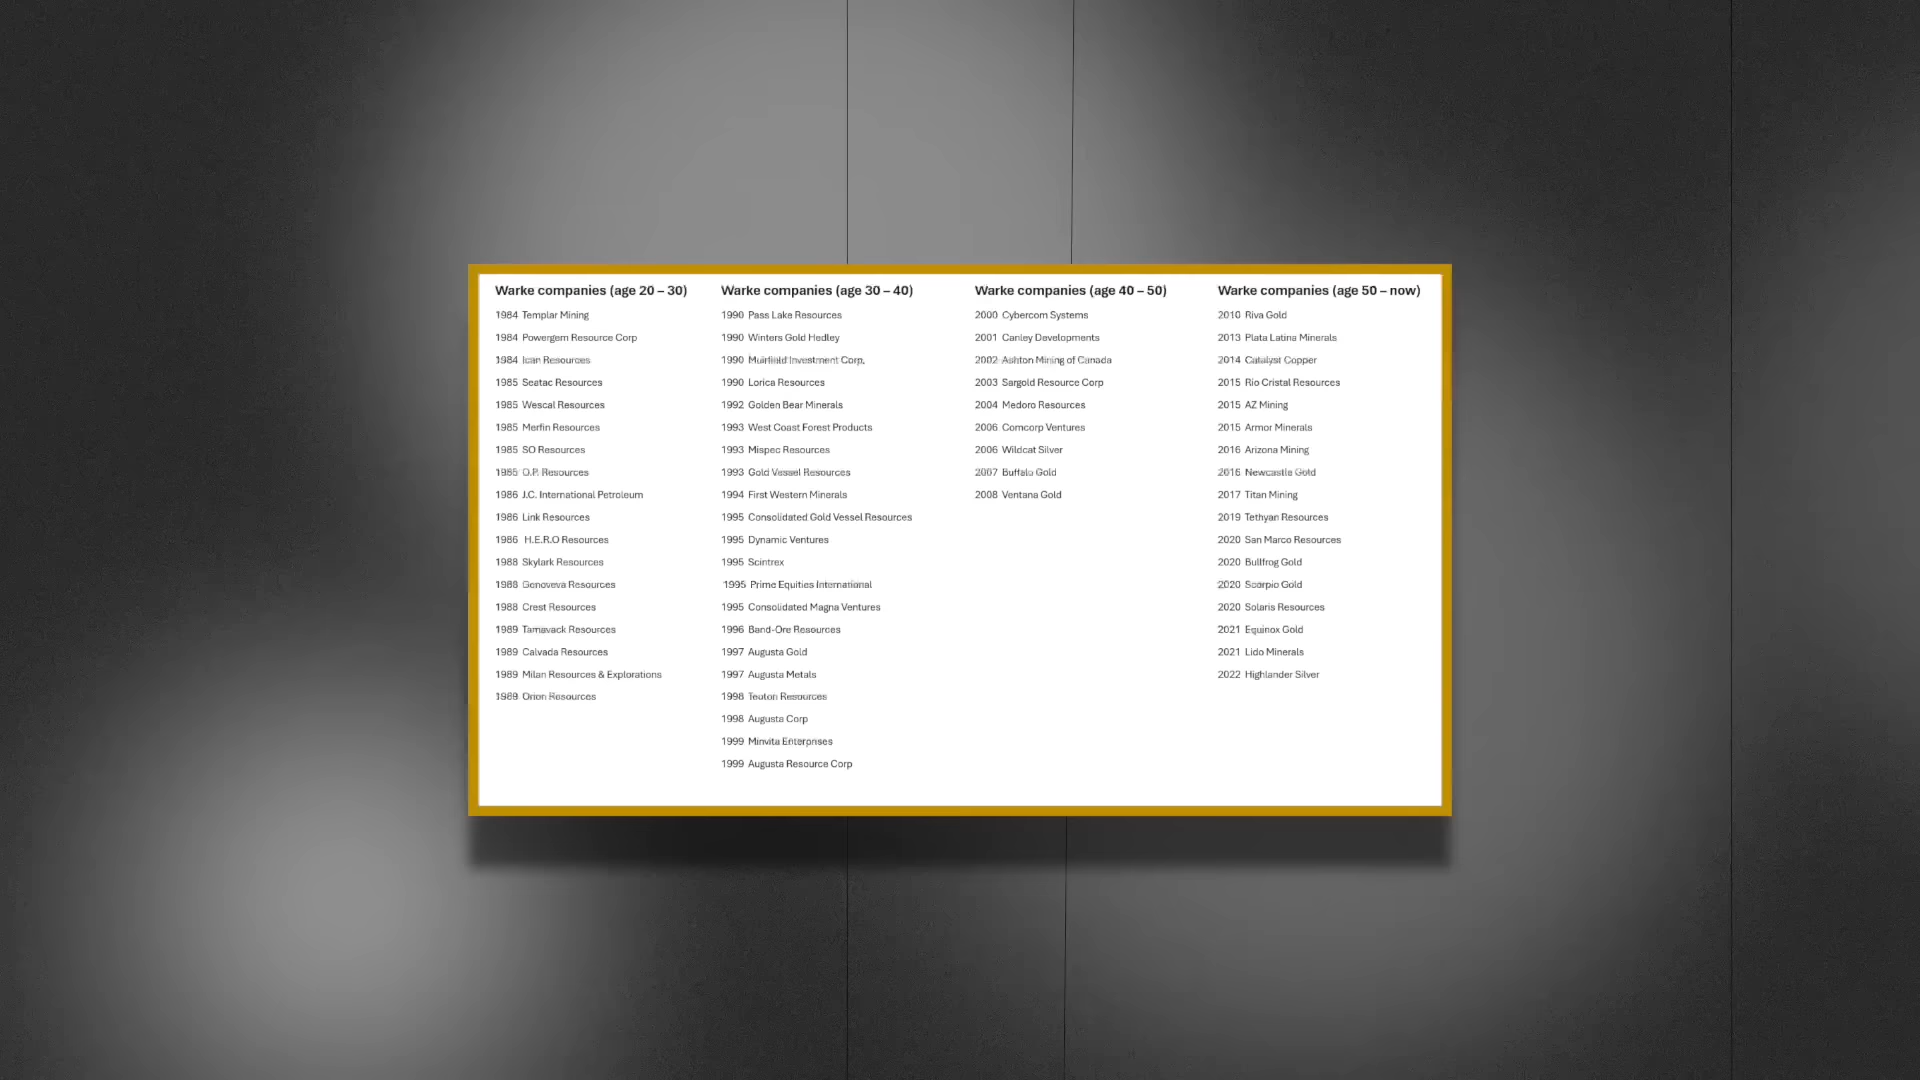 Warke companies (age 20 – 30)
1984 Templar Mining
1984 Powergem Resource Corp
1984 Ican Resources
1985 Seatac Resources
1985 Wescal Resources
1985 Merfin Resources
1985 SO Resources
1985 O.P. Resources
1986 J.C. International Petroleum
1986 Link Resources
1986 H.E.R.O Resources
1988 Skylark Resources
1988 Genoveva Resources
1988 Crest Resources
1989 Tamavack Resources
1989 Calvada Resources
1989 Milan Resources & Explorations
1989 Orion Resources
Warke companies (age 30 – 40)
1990 Pass Lake Resources
1990 Winters Gold Hedley
1990 Muirfield Investment Corp.
1990 Lorica Resources
1992 Golden Bear Minerals
1993 West Coast Forest Products
1993 Mispec Resources
1993 Gold Vessel Resources
1994 First Western Minerals
1995 Consolidated Gold Vessel Resources
1995 Dynamic Ventures
1995 Scintrex
1995 Prime Equities International
1995 Consolidated Magna Ventures
1996 Band-Ore Resources
1997 Augusta Gold
1997 Augusta Metals
1998 Teuton Resources
1998 Augusta Corp
1999 Minvita Enterprises
1999 Augusta Resource Corp
Warke companies (age 40 – 50)
2000 Cybercom Systems
2001 Canley Developments
2002 Ashton Mining of Canada
2003 Sargold Resource Corp
2004 Medoro Resources
2006 Comcorp Ventures
2006 Wildcat Silver
2007 Buffalo Gold
2008 Ventana Gold
Warke companies (age 50 – now)
2010 Riva Gold
2013 Plata Latina Minerals
2014 Catalyst Copper
2015 Rio Cristal Resources
2015 AZ Mining
2015 Armor Minerals
2016 Arizona Mining
2016 Newcastle Gold
2017 Titan Mining
2019 Tethyan Resources
2020 San Marco Resources
2020 Bullfrog Gold
2020 Scorpio Gold
2020 Solaris Resources
2021 Equinox Gold
2021 Lido Minerals
2022 Highlander Silver